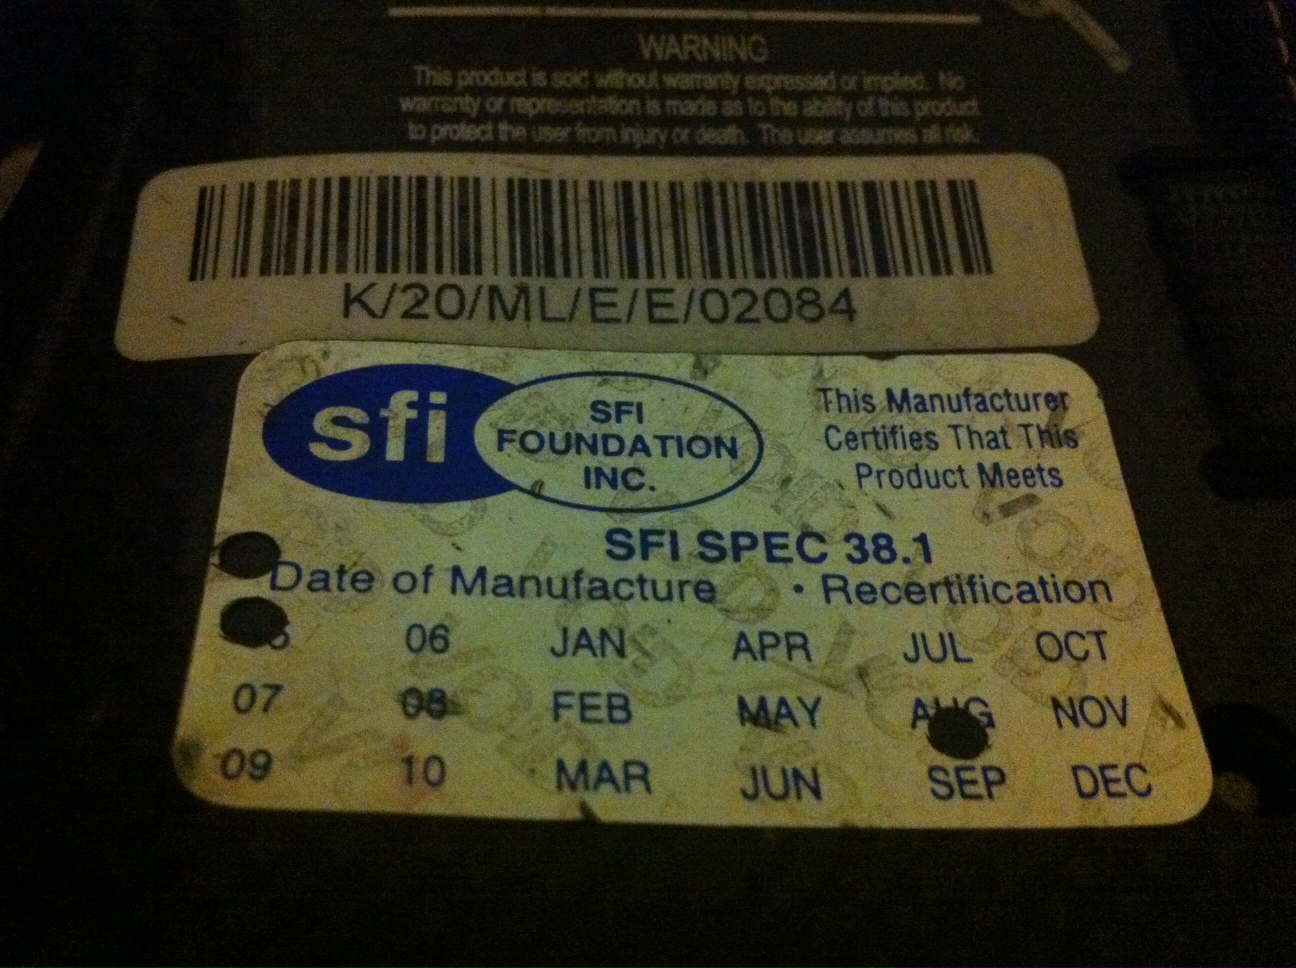 WARNING
This product is sold without warranty expressed or implied. No
warranty or representation is made as to the ability of this product
to protect the user from injury or death. The user assumes all risk.
K/20/ML/E/E/02084
sfi
SFI
FOUNDATION
INC.
This Manufacturer
Certifies That This
Product Meets
SFI SPEC 38.1
Date of Manufacture • Recertification
06 JAN APR JUL OCT
07 08 FEB MAY AUG NOV
09 10 MAR JUN SEP DEC